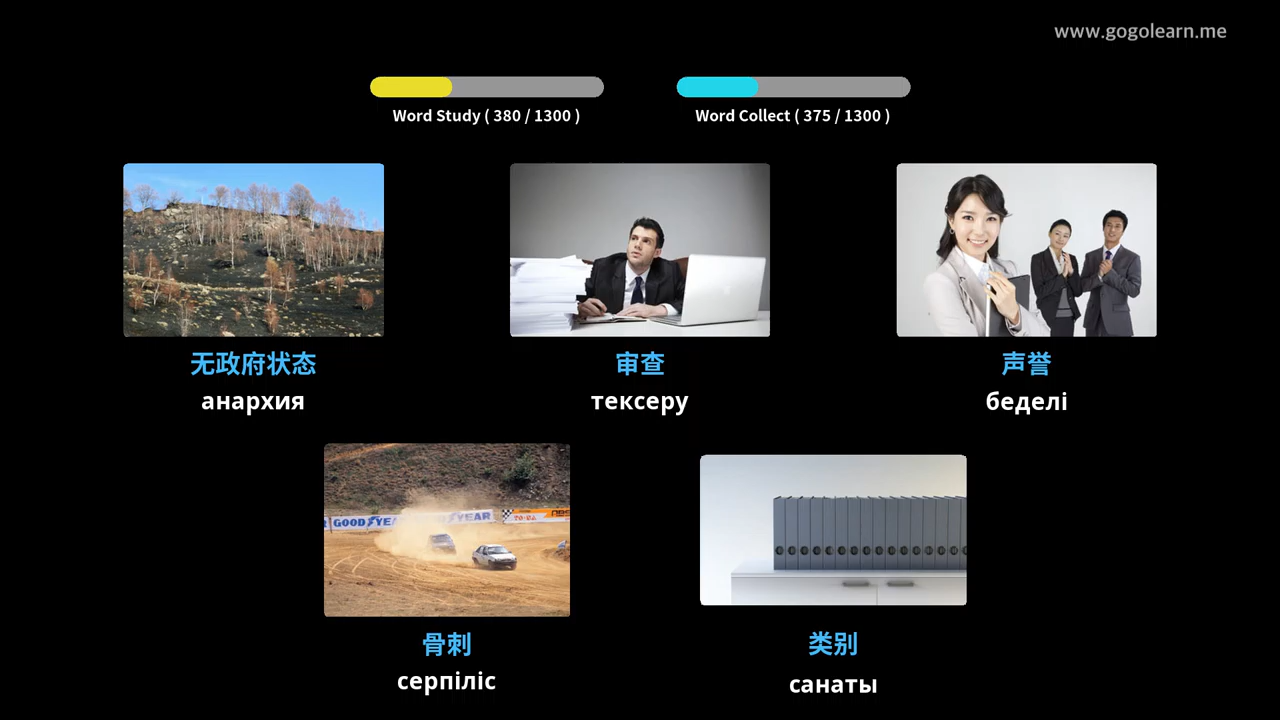 www.gogolearn.me
Word Study ( 380 / 1300 )
Word Collect ( 375 / 1300 )
无政府状态
анархия
审查
тексеру
声誉
беделі
GOODYEAR
骨刺
серпіліс
类别
санаты